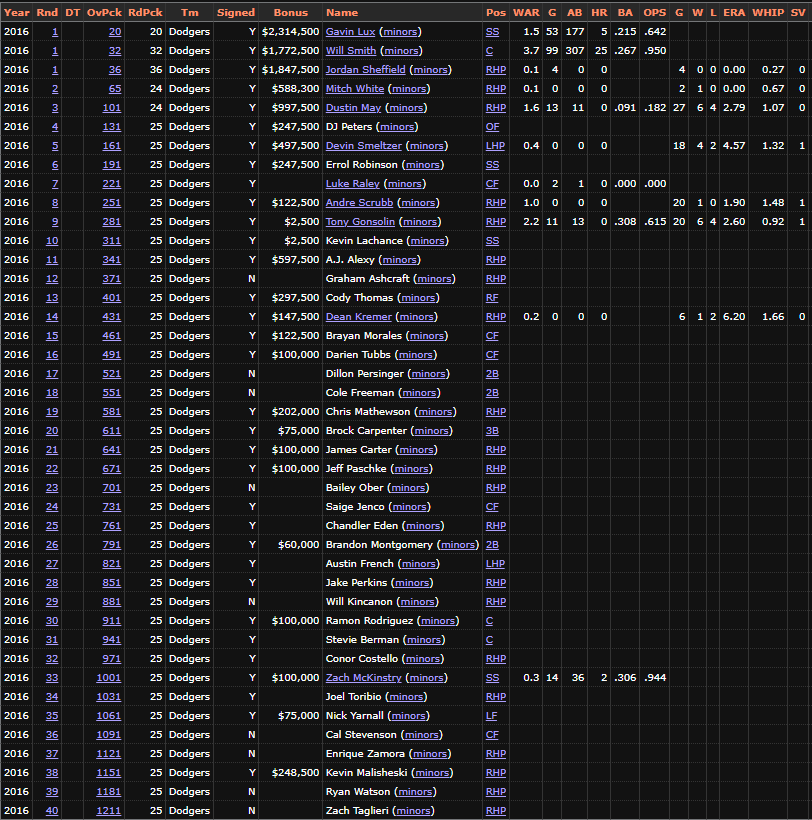 Year Rnd DT OvPck RdPck Tm Signed Bonus Name Pos WAR G AB HR BA OPS G W L ERA WHIP SV
2016 1 20 20 Dodgers Y $2,314,500 Gavin Lux (minors) SS 1.5 53 177 5 .215 .642
2016 1 32 32 Dodgers Y $1,772,500 Will Smith (minors) C 3.7 99 307 25 .267 .950
2016 1 36 36 Dodgers Y $1,847,500 Jordan Sheffield (minors) RHP 0.1 4 0 0 4 0 0 0.00 0.27 0
2016 2 65 24 Dodgers Y $588,300 Mitch White (minors) RHP 0.1 0 0 0 2 1 0 0.00 0.67 0
2016 3 101 24 Dodgers Y $997,500 Dustin May (minors) RHP 1.6 13 11 0 .091 .182 27 6 4 2.79 1.07 0
2016 4 131 25 Dodgers Y $247,500 DJ Peters (minors) OF
2016 5 161 25 Dodgers Y $497,500 Devin Smeltzer (minors) LHP 0.4 0 0 0 18 4 2 4.57 1.32 1
2016 6 191 25 Dodgers Y $247,500 Errol Robinson (minors) SS
2016 7 221 25 Dodgers Y Luke Raley (minors) CF 0.0 2 1 0 .000 .000
2016 8 251 25 Dodgers Y $122,500 Andre Scrubb (minors) RHP 1.0 0 0 0 20 1 0 1.90 1.48 1
2016 9 281 25 Dodgers Y $2,500 Tony Gonsolin (minors) RHP 2.2 11 13 0 .308 .615 20 6 4 2.60 0.92 1
2016 10 311 25 Dodgers Y $2,500 Kevin Lachance (minors) SS
2016 11 341 25 Dodgers Y $597,500 A.J. Alexy (minors) RHP
2016 12 371 25 Dodgers N Graham Ashcraft (minors) RHP
2016 13 401 25 Dodgers Y $297,500 Cody Thomas (minors) RF
2016 14 431 25 Dodgers Y $147,500 Dean Kremer (minors) RHP 0.2 0 0 0 6 1 2 6.20 1.66 0
2016 15 461 25 Dodgers Y $122,500 Brayan Morales (minors) CF
2016 16 491 25 Dodgers Y $100,000 Darien Tubbs (minors) CF
2016 17 521 25 Dodgers N Dillon Persinger (minors) 2B
2016 18 551 25 Dodgers N Cole Freeman (minors) 2B
2016 19 581 25 Dodgers Y $202,000 Chris Mathewson (minors) RHP
2016 20 611 25 Dodgers Y $75,000 Brock Carpenter (minors) 3B
2016 21 641 25 Dodgers Y $100,000 James Carter (minors) RHP
2016 22 671 25 Dodgers Y $100,000 Jeff Paschke (minors) RHP
2016 23 701 25 Dodgers N Bailey Ober (minors) RHP
2016 24 731 25 Dodgers Y Saige Jenco (minors) CF
2016 25 761 25 Dodgers Y Chandler Eden (minors) RHP
2016 26 791 25 Dodgers Y $60,000 Brandon Montgomery (minors) 2B
2016 27 821 25 Dodgers Y Austin French (minors) LHP
2016 28 851 25 Dodgers Y Jake Perkins (minors) RHP
2016 29 881 25 Dodgers N Will Kincanon (minors) RHP
2016 30 911 25 Dodgers Y $100,000 Ramon Rodriguez (minors) C
2016 31 941 25 Dodgers Y Stevie Berman (minors) C
2016 32 971 25 Dodgers Y Conor Costello (minors) RHP
2016 33 1001 25 Dodgers Y $100,000 Zach McKinstry (minors) SS 0.3 14 36 2 .306 .944
2016 34 1031 25 Dodgers Y Joel Toribio (minors) RHP
2016 35 1061 25 Dodgers Y $75,000 Nick Yarnall (minors) LF
2016 36 1091 25 Dodgers N Cal Stevenson (minors) CF
2016 37 1121 25 Dodgers N Enrique Zamora (minors) RHP
2016 38 1151 25 Dodgers Y $248,500 Kevin Malisheski (minors) RHP
2016 39 1181 25 Dodgers N Ryan Watson (minors) RHP
2016 40 1211 25 Dodgers N Zach Taglieri (minors) RHP